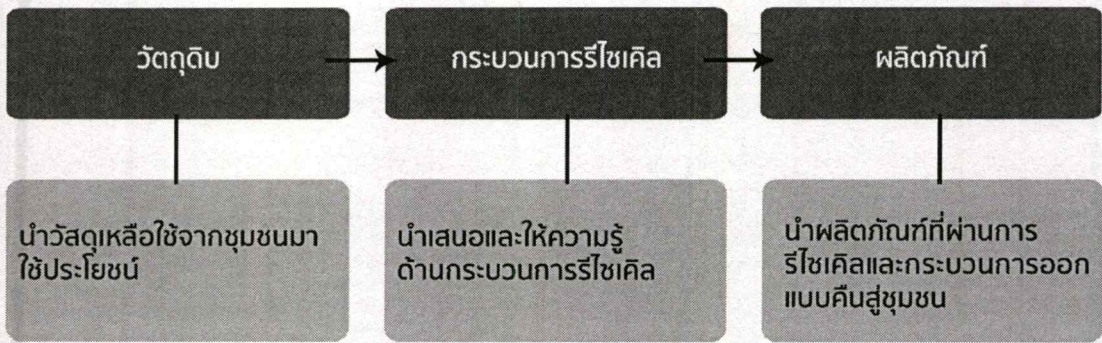 วัตถุดิบ
กระบวนการรีไซเคิล
ผลิตภัณฑ์
นำวัสดุเหลือใช้จากชุมชนมา
ใช้ประโยชน์
นำเสนอและให้ความรู้
ด้านกระบวนการรีไซเคิล
นำผลิตภัณฑ์ที่ผ่านการ
รีไซเคิลและกระบวนการออก
แบบคืนสู่ชุมชน